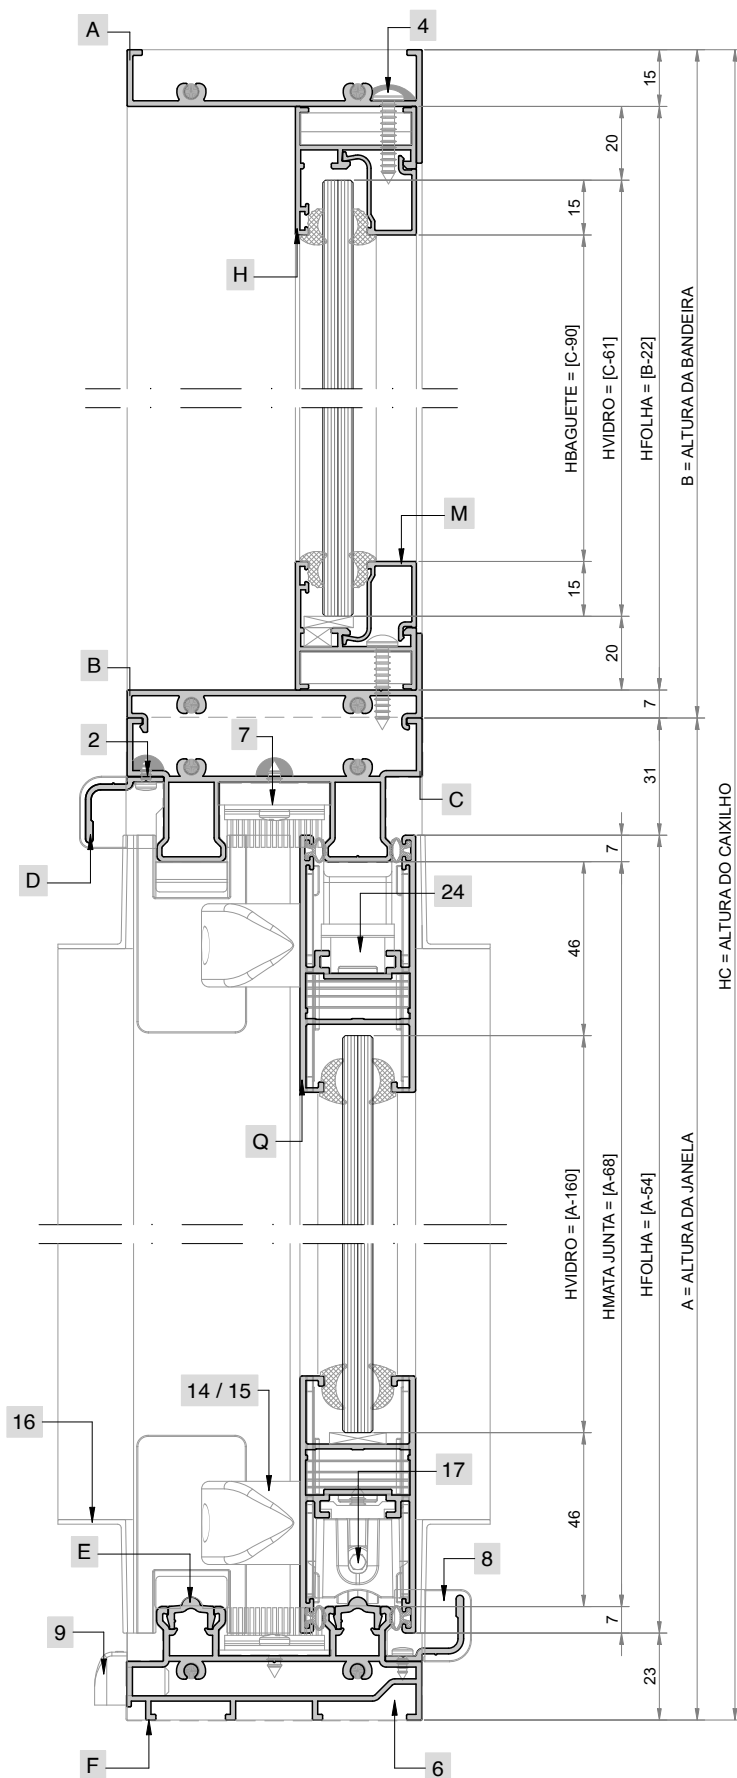 A
4
15
20
15
H
HBAGUETE = [C-90]
HVIDRO = [C-61]
HFOLHA = [B-22]
B = ALTURA DA BANDEIRA
M
15
20
B
7
2
7
31
C
7
D
24
46
HC = ALTURA DO CAIXILHO
Q
HVIDRO = [A-160]
HMATA JUNTA = [A-68]
HFOLHA = [A-54]
A = ALTURA DA JANELA
14 / 15
16
17
46
E
8
9
7
23
F
6